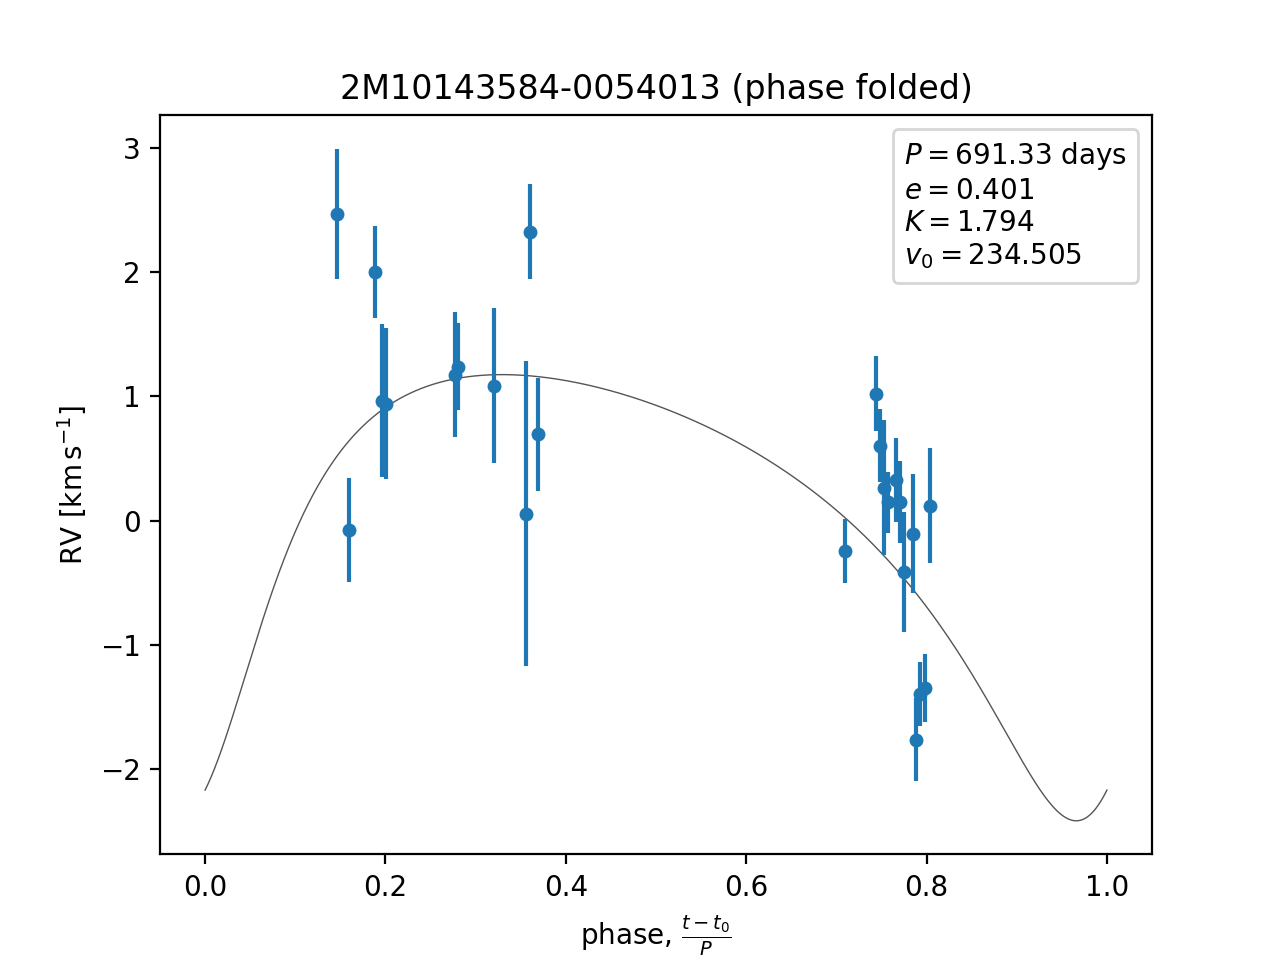 2M10143584-0054013 (phase folded)
P = 691.33 days
e = 0.401
K = 1.794
v₀ = 234.505
3
2
1
0
−1
−2
RV [km s⁻¹]
0.0 0.2 0.4 0.6 0.8 1.0
phase, (t − t₀)/P